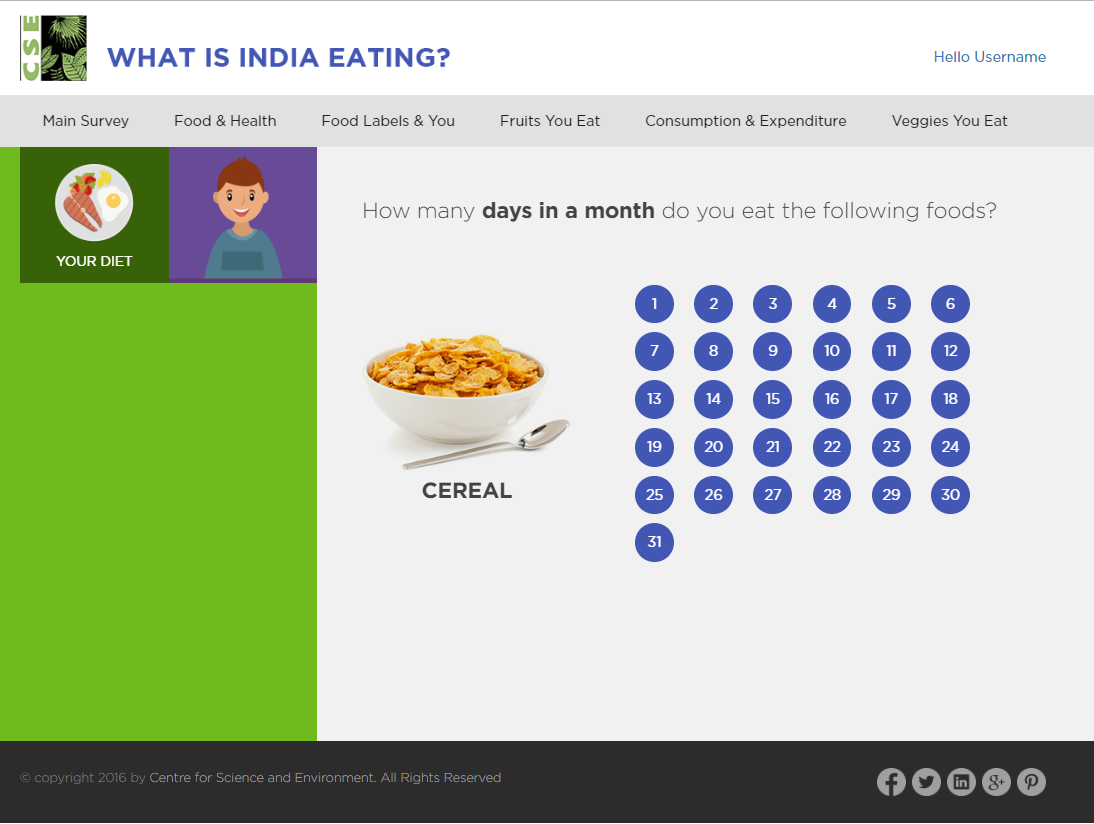 CSE
WHAT IS INDIA EATING?
Hello Username
Main Survey Food & Health Food Labels & You Fruits You Eat Consumption & Expenditure Veggies You Eat
YOUR DIET
How many days in a month do you eat the following foods?
CEREAL
1 2 3 4 5 6
7 8 9 10 11 12
13 14 15 16 17 18
19 20 21 22 23 24
25 26 27 28 29 30
31
© copyright 2016 by Centre for Science and Environment. All Rights Reserved